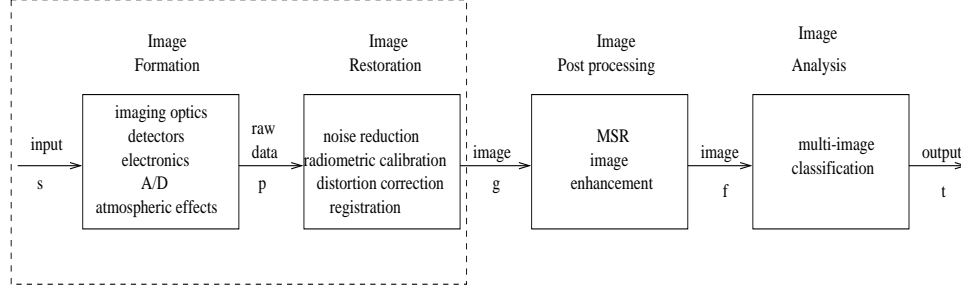 Image
Formation
Image
Restoration
Image
Post processing
Image
Analysis
input
s
imaging optics
detectors
electronics
A/D
atmospheric effects
raw
data
p
noise reduction
radiometric calibration
distortion correction
registration
image
g
MSR
image
enhancement
image
f
multi-image
classification
output
t